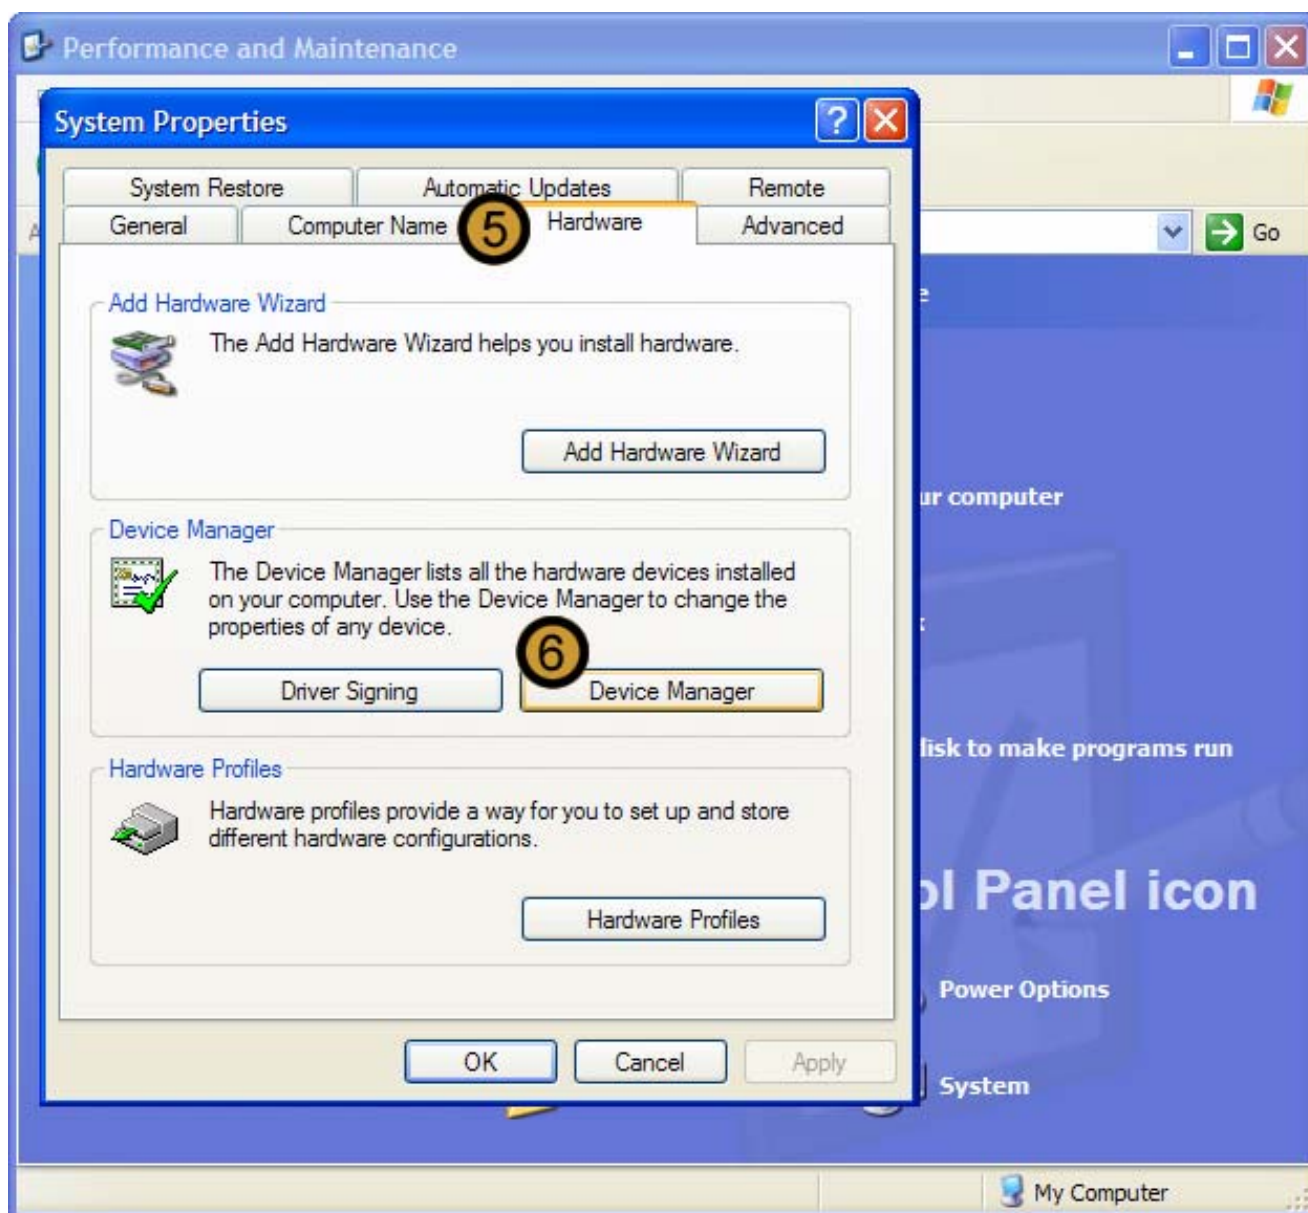 Performance and Maintenance
System Properties
System Restore Automatic Updates Remote
General Computer Name 5 Hardware Advanced
Go
Add Hardware Wizard
The Add Hardware Wizard helps you install hardware.
Add Hardware Wizard
ur computer
Device Manager
The Device Manager lists all the hardware devices installed
on your computer. Use the Device Manager to change the
properties of any device.
6
Driver Signing Device Manager
disk to make programs run
Hardware Profiles
Hardware profiles provide a way for you to set up and store
different hardware configurations.
ol Panel icon
Hardware Profiles
Power Options
OK Cancel Apply
System
My Computer